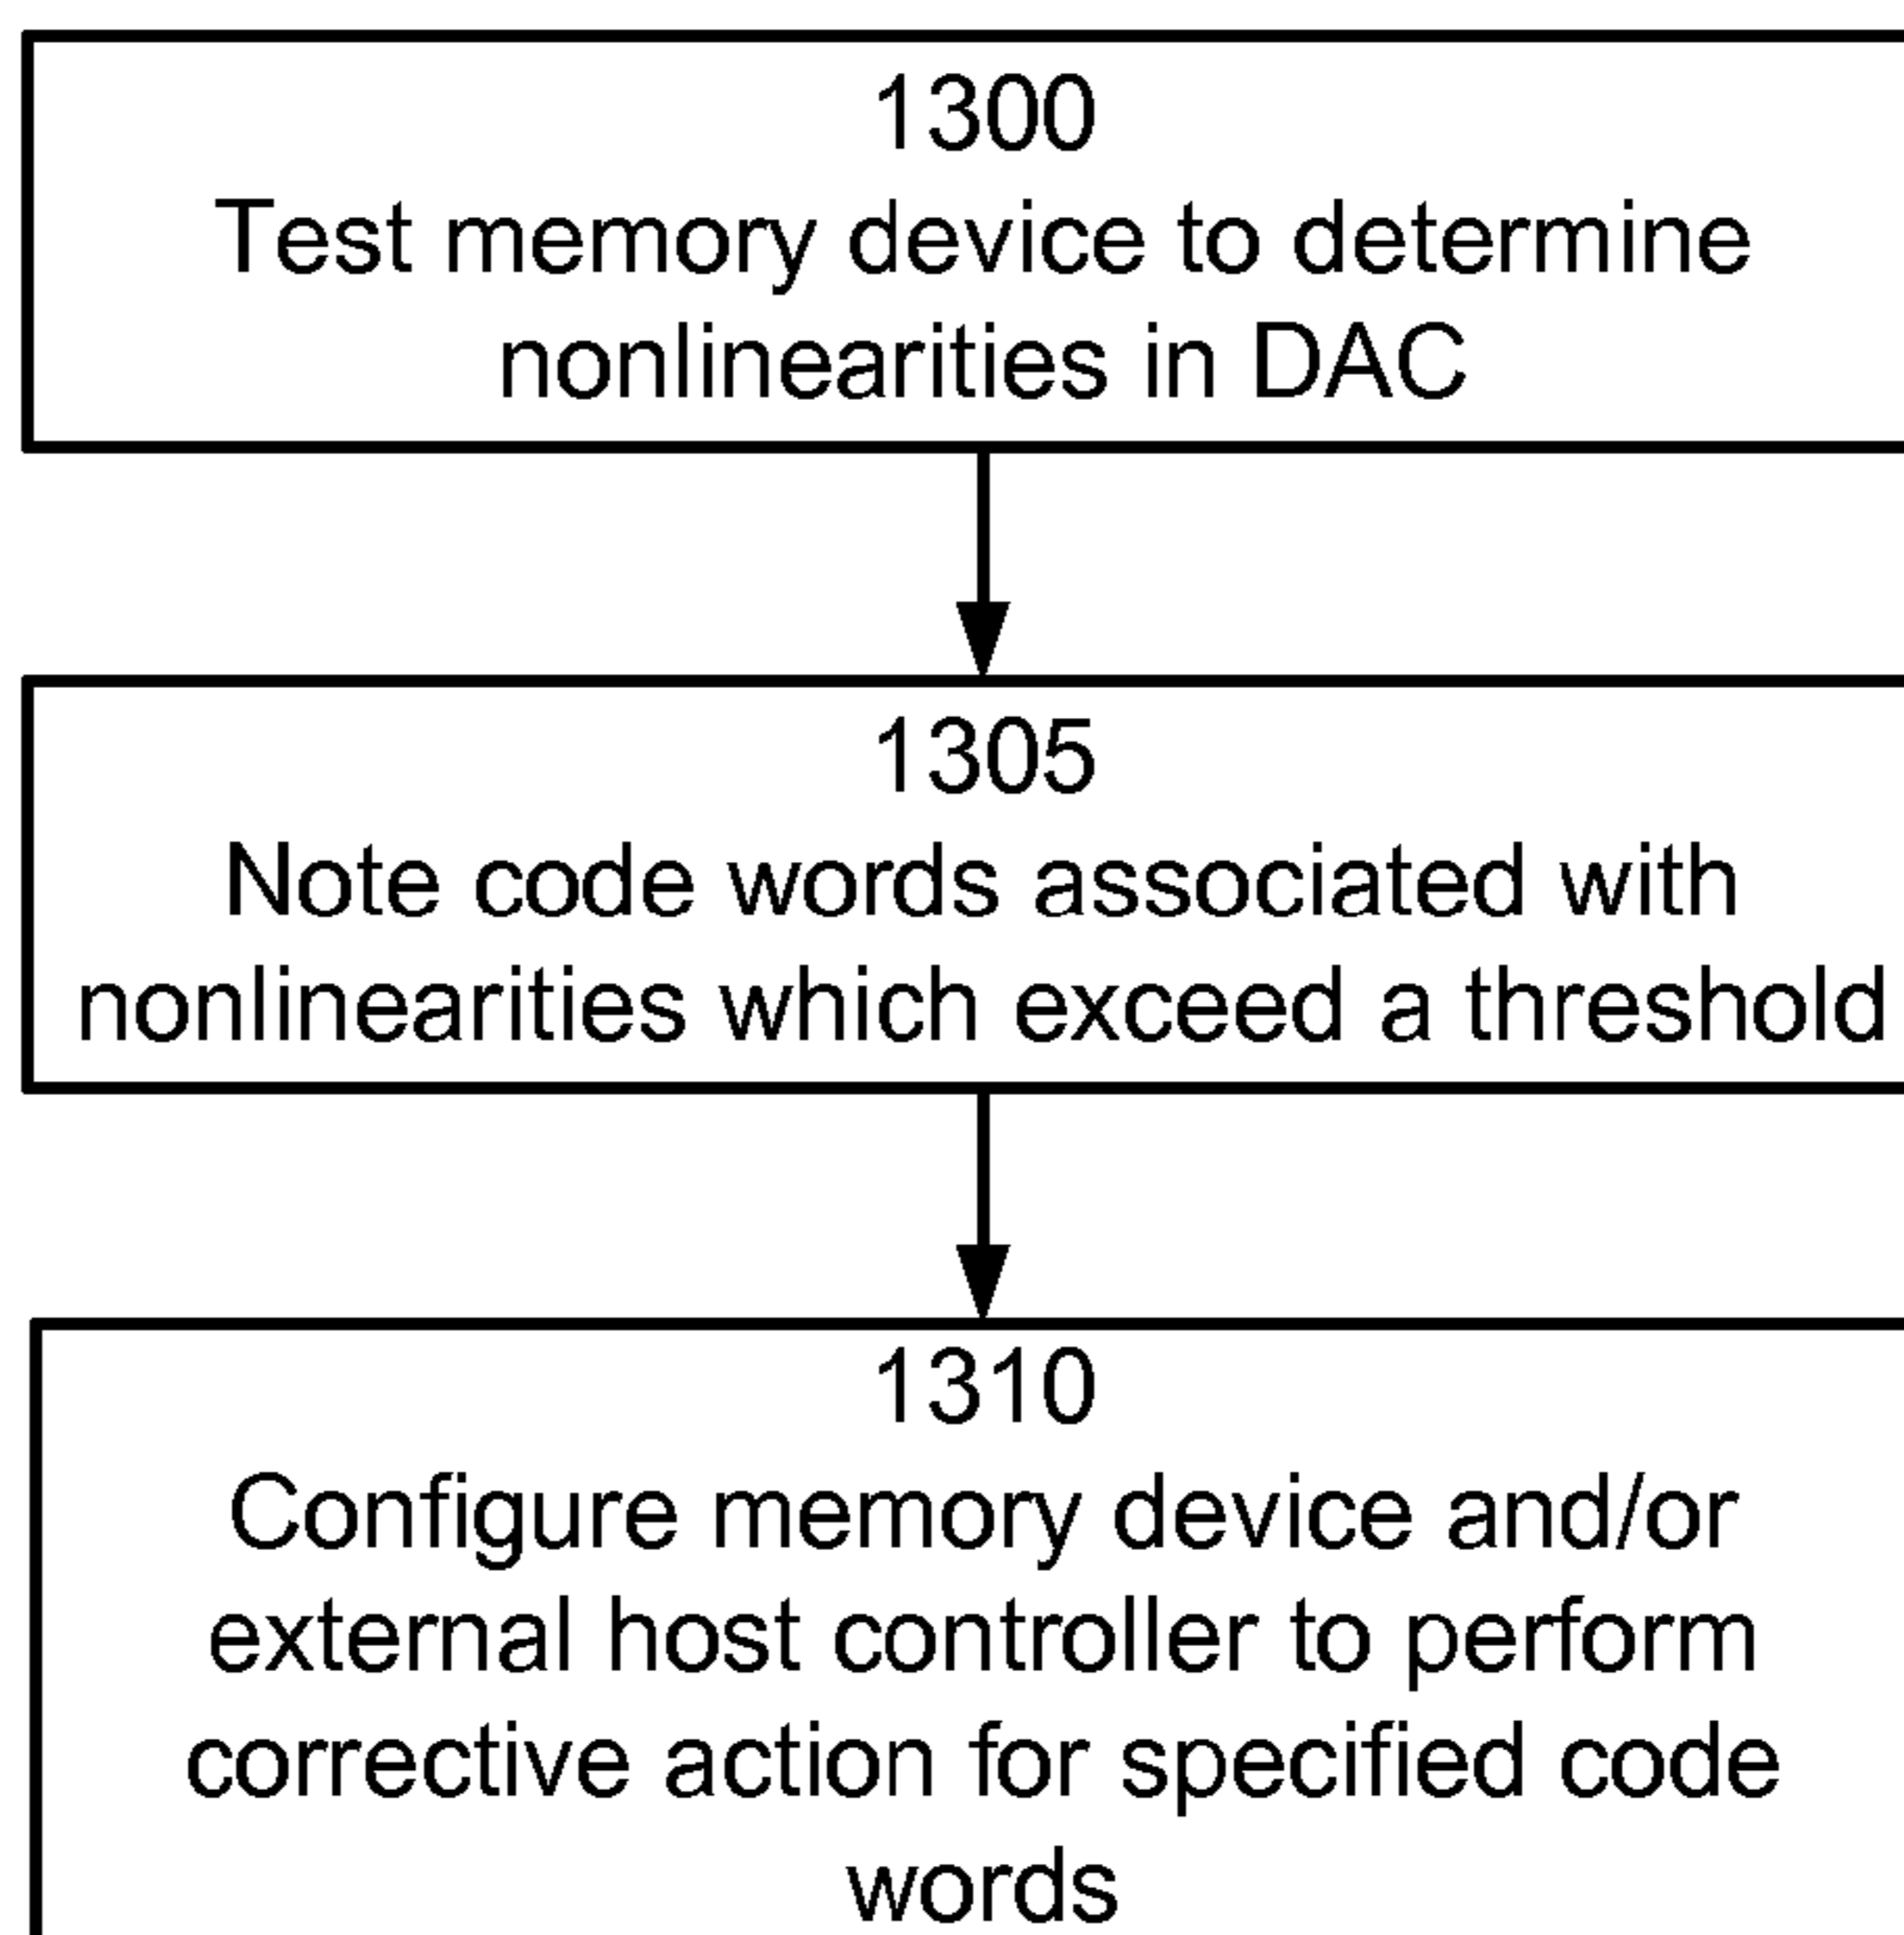 1300
Test memory device to determine
nonlinearities in DAC
1305
Note code words associated with
nonlinearities which exceed a threshold
1310
Configure memory device and/or
external host controller to perform
corrective action for specified code
words